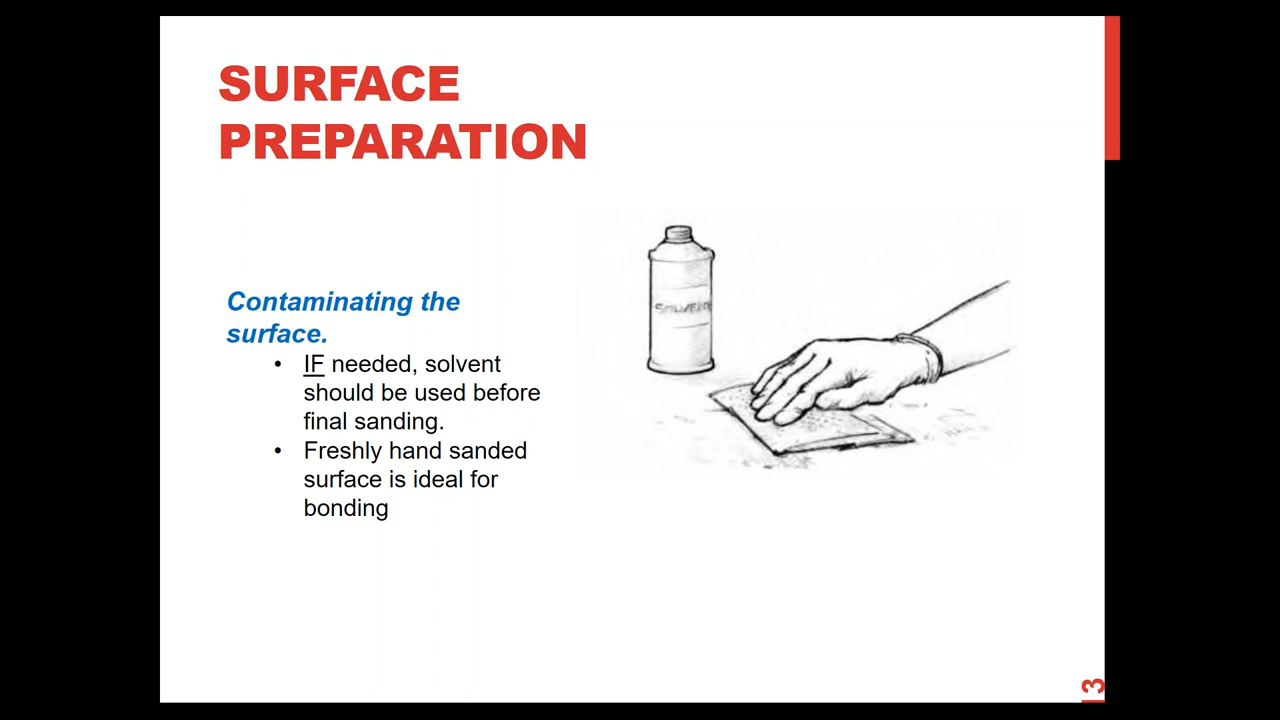 SURFACE
PREPARATION
Contaminating the
surface.
• IF needed, solvent
should be used before
final sanding.
• Freshly hand sanded
surface is ideal for
bonding
SOLVENT